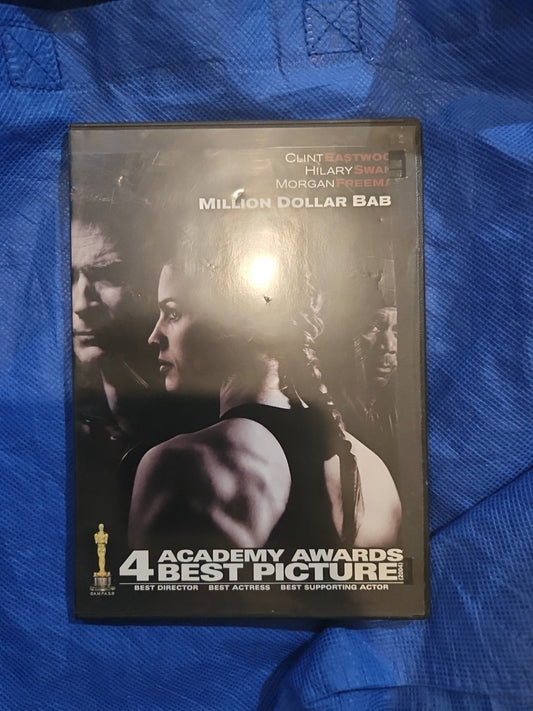 CLINT EASTWOO
HILARY SWAN
MORGAN FREEMA
MILLION DOLLAR BAB
4 ACADEMY AWARDS
BEST PICTURE! (2004)
BEST DIRECTOR BEST ACTRESS BEST SUPPORTING ACTOR
©A.M.P.A.S.®